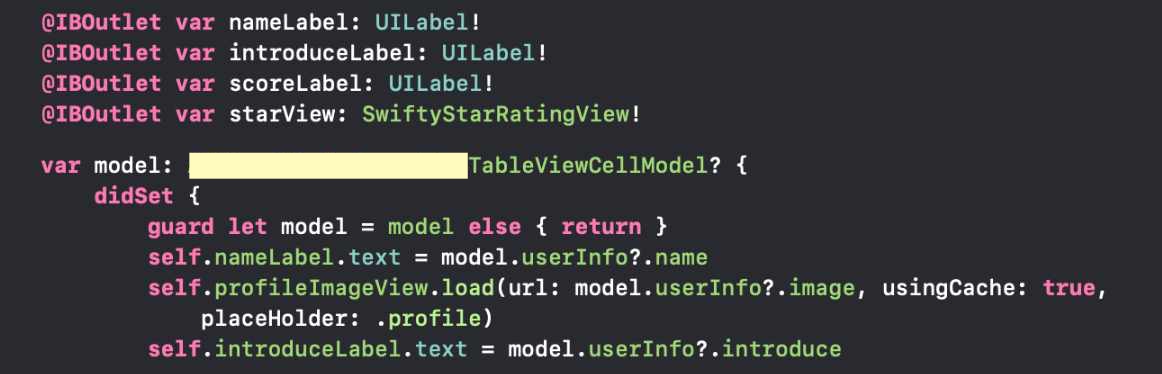 @IBOutlet var nameLabel: UILabel!
@IBOutlet var introduceLabel: UILabel!
@IBOutlet var scoreLabel: UILabel!
@IBOutlet var starView: SwiftyStarRatingView!
var model: TableViewCellModel? {
didSet {
guard let model = model else { return }
self.nameLabel.text = model.userInfo?.name
self.profileImageView.load(url: model.userInfo?.image, usingCache: true,
placeHolder: .profile)
self.introduceLabel.text = model.userInfo?.introduce